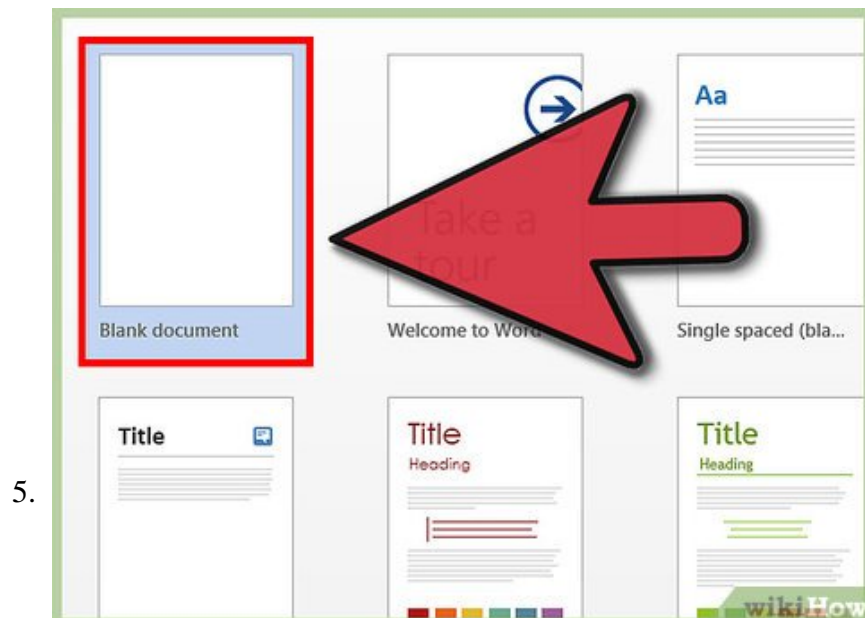 Take a
tour
Aa
Blank document
Welcome to Word
Single spaced (bla...
Title
Title
Heading
Title
Heading
5.
wikiHow